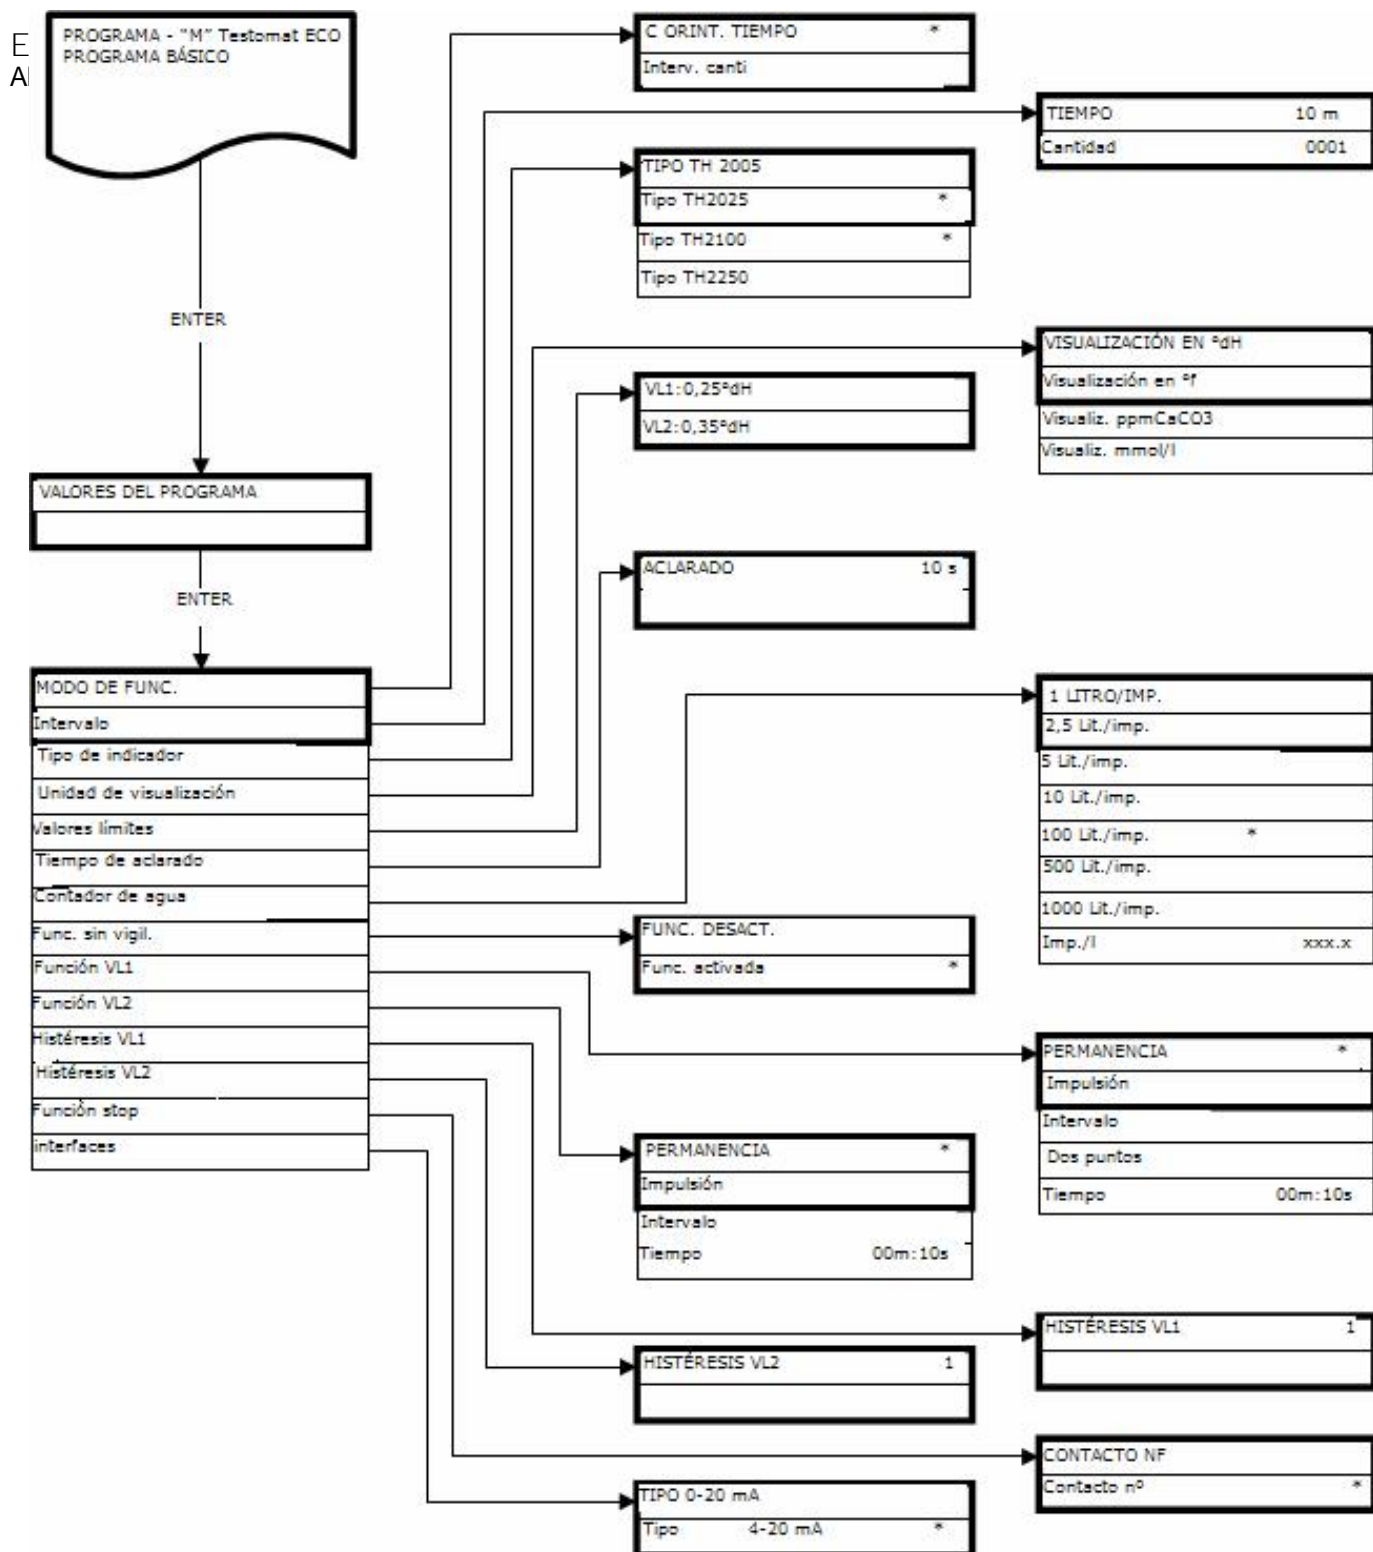 E
A
PROGRAMA - "M" Testomat ECO
PROGRAMA BÁSICO
ENTER
VALORES DEL PROGRAMA
ENTER
MODO DE FUNC.
Intervalo
Tipo de indicador
Unidad de visualización
Valores límites
Tiempo de aclarado
Contador de agua
Func. sin vigil.
Función VL1
Función VL2
Histéresis VL1
Histéresis VL2
Función stop
interfaces
C ORINT. TIEMPO *
Interv. canti
TIEMPO 10 m
Cantidad 0001
TIPO TH 2005
Tipo TH2025 *
Tipo TH2100 *
Tipo TH2250
VISUALIZACIÓN EN ºdH
Visualización en ºf
Visualiz. ppmCaCO3
Visualiz. mmol/l
VL1:0,25ºdH
VL2:0,35ºdH
ACLARADO 10 s
1 LITRO/IMP.
2,5 Lit./imp.
5 Lit./imp.
10 Lit./imp.
100 Lit./imp. *
500 Lit./imp.
1000 Lit./imp.
Imp./l xxx.x
FUNC. DESACT.
Func. activada *
PERMANENCIA *
Impulsión
Intervalo
Dos puntos
Tiempo 00m:10s
PERMANENCIA *
Impulsión
Intervalo
Tiempo 00m:10s
HISTÉRESIS VL1 1
HISTÉRESIS VL2 1
CONTACTO NF
Contacto nº *
TIPO 0-20 mA
Tipo 4-20 mA *